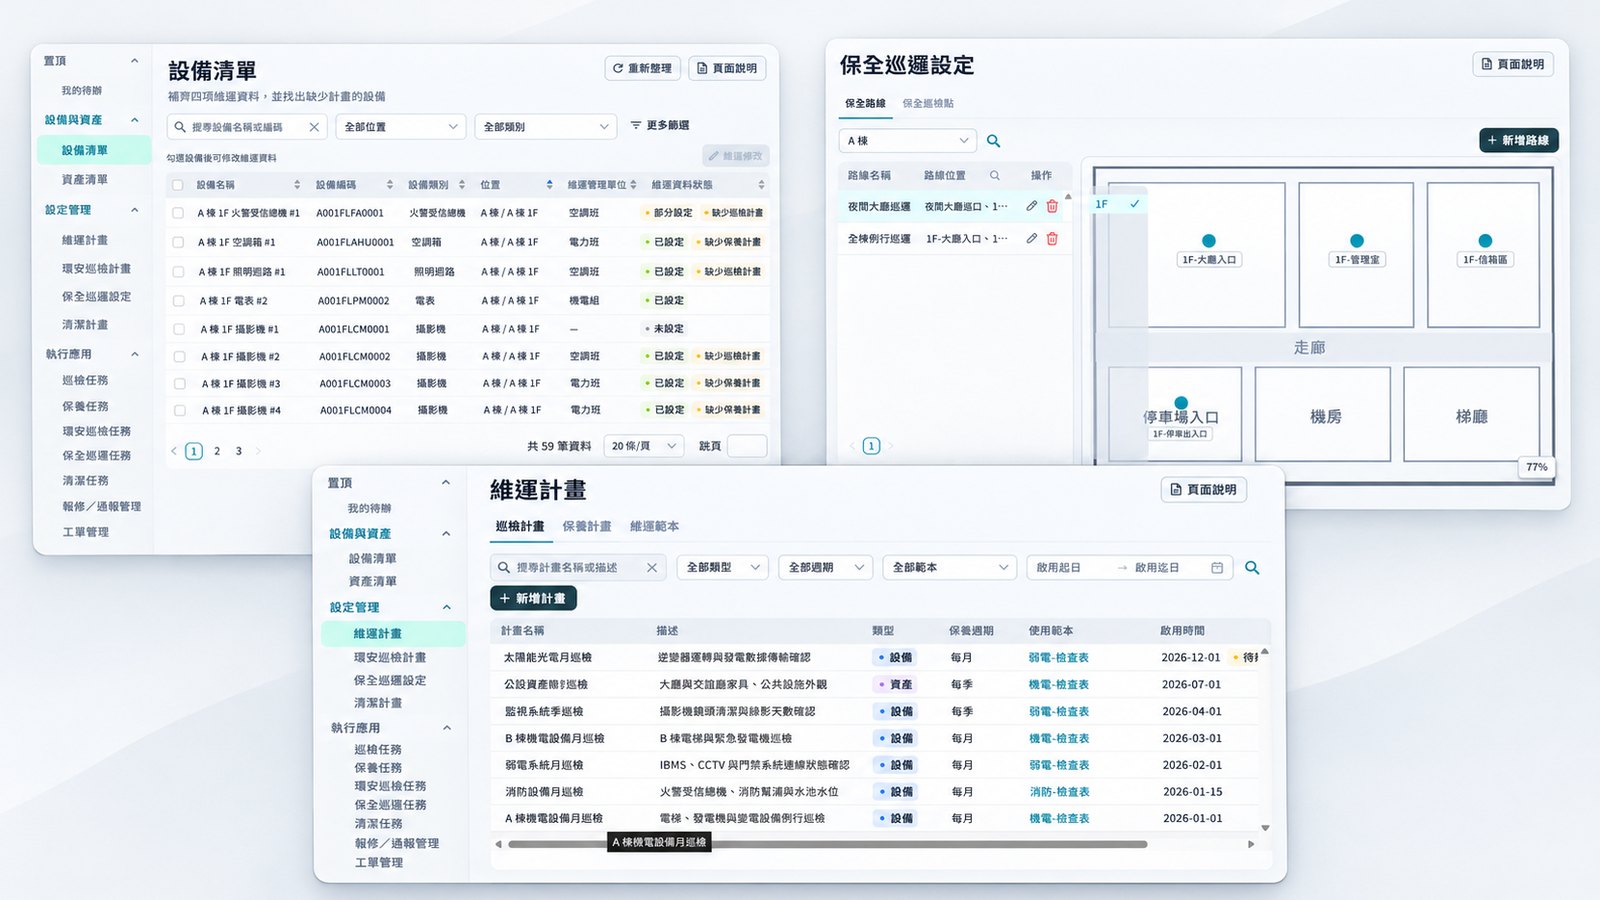 置頂
我的待辦
設備與資產
設備清單
資產清單
設定管理
維運計畫
環安巡檢計畫
保全巡邏設定
清潔計畫
執行應用
巡檢任務
保養任務
環安巡檢任務
保全巡邏任務
清潔任務
報修／通報管理
工單管理
設備清單
重新整理 頁面說明
補齊四項維運資料，並找出缺少計畫的設備
搜尋設備名稱或編碼 全部位置 全部類別 更多篩選
勾選設備後可修改維運資料 維運修改
設備名稱 設備編碼 設備類別 位置 維運管理單位 維運資料狀態
A 棟 1F 火警受信總機 #1 A001FLFA0001 火警受信總機 A 棟 / A 棟 1F 空調班 部分設定 缺少巡檢計畫
A 棟 1F 空調箱 #1 A001FLAHU0001 空調箱 A 棟 / A 棟 1F 電力班 已設定 缺少保養計畫
A 棟 1F 照明迴路 #1 A001FLLT0001 照明迴路 A 棟 / A 棟 1F 空調班 已設定 缺少巡檢計畫
A 棟 1F 電表 #2 A001FLPM0002 電表 A 棟 / A 棟 1F 機電組 已設定
A 棟 1F 攝影機 #1 A001FLCM0001 攝影機 A 棟 / A 棟 1F — 未設定
A 棟 1F 攝影機 #2 A001FLCM0002 攝影機 A 棟 / A 棟 1F 空調班 已設定 缺少巡檢計畫
A 棟 1F 攝影機 #3 A001FLCM0003 攝影機 A 棟 / A 棟 1F 電力班 已設定 缺少保養計畫
A 棟 1F 攝影機 #4 A001FLCM0004 攝影機 A 棟 / A 棟 1F 電力班 已設定 缺少保養計畫
1 2 3 共 59 筆資料 20 條/頁 跳頁
保全巡邏設定
頁面說明
保全路線 保全巡檢點
A 棟 + 新增路線
路線名稱 路線位置 操作
夜間大廳巡邏 夜間大廳巡口、1⋯
全棟例行巡邏 1F-大廳入口、1⋯
1
1F
1F-大廳入口 1F-管理室 1F-信箱區
走廊
停車場入口 機房 梯廳
1F-停車出入口
77%
置頂
我的待辦
設備與資產
設備清單
資產清單
設定管理
維運計畫
環安巡檢計畫
保全巡邏設定
清潔計畫
執行應用
巡檢任務
保養任務
環安巡檢任務
保全巡邏任務
清潔任務
報修／通報管理
工單管理
維運計畫
頁面說明
巡檢計畫 保養計畫 維運範本
搜尋計畫名稱或描述 全部類型 全部週期 全部範本 啟用起日 → 啟用迄日
+ 新增計畫
計畫名稱 描述 類型 保養週期 使用範本 啟用時間
太陽能光電月巡檢 逆變器運轉與發電數據傳輸確認 設備 每月 弱電-檢查表 2026-12-01 待
公設資產 巡檢 大廳與交誼廳家具、公共設施外觀 資產 每季 機電-檢查表 2026-07-01
監視系統季巡檢 攝影機鏡頭清潔與錄影天數確認 設備 每季 弱電-檢查表 2026-04-01
B 棟機電設備月巡檢 B 棟電梯與緊急發電機巡檢 設備 每月 機電-檢查表 2026-03-01
弱電系統月巡檢 IBMS、CCTV 與門禁系統連線狀態確認 設備 每月 弱電-檢查表 2026-02-01
消防設備月巡檢 火警受信總機、消防幫浦與水池水位 設備 每月 消防-檢查表 2026-01-15
A 棟機電設備月巡檢 電梯、發電機與變電設備例行巡檢 設備 每月 機電-檢查表 2026-01-01
A 棟機電設備月巡檢